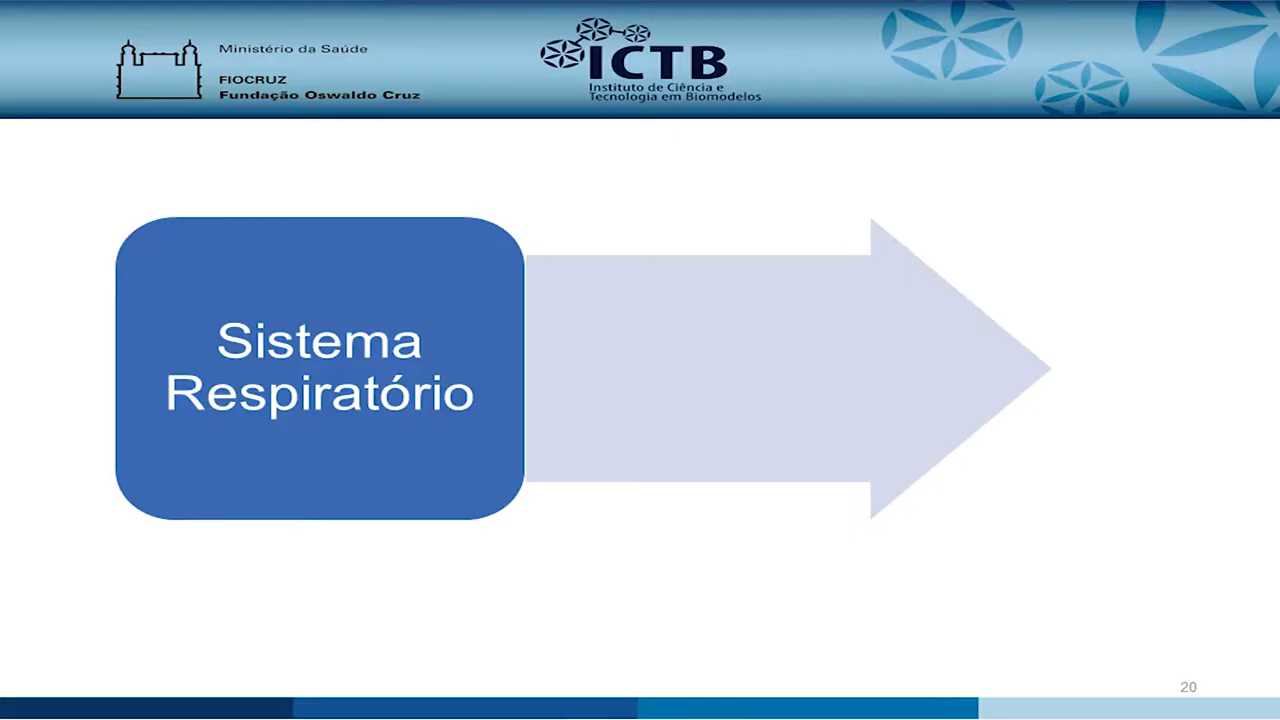 Ministério da Saúde
FIOCRUZ
Fundação Oswaldo Cruz
ICTB
Instituto de Ciência e
Tecnologia em Biomodelos
Sistema
Respiratório
20